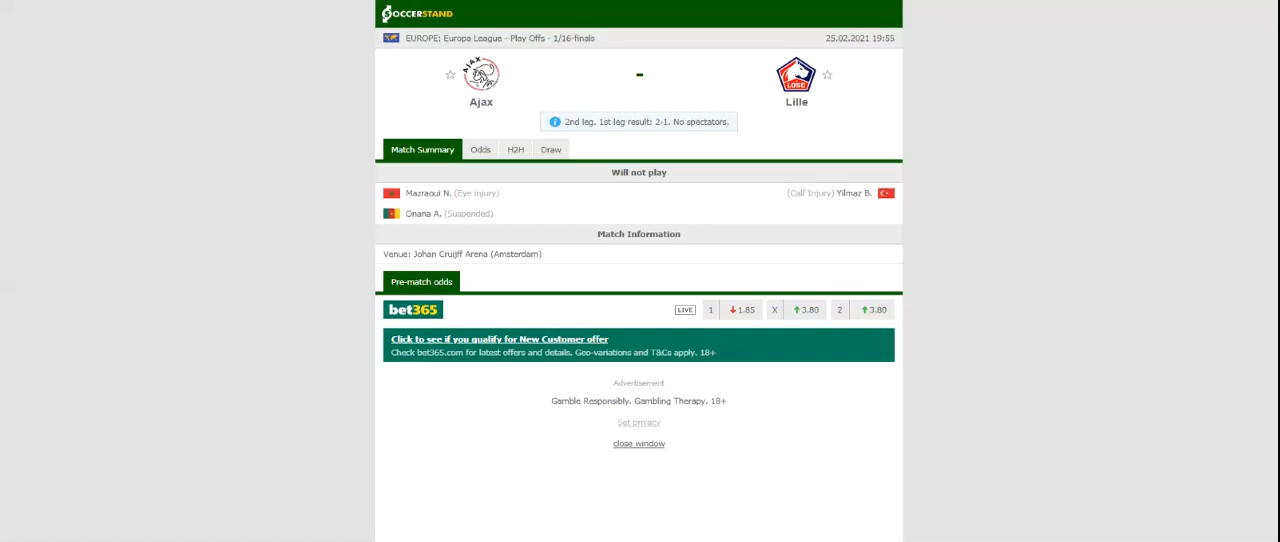 SOCCERSTAND
EUROPE: Europa League - Play Offs - 1/16-finals 25.02.2021 19:55
AJAX LOSC
Ajax - Lille
2nd leg. 1st leg result: 2-1. No spectators.
Match Summary Odds H2H Draw
Will not play
Mazraoui N. (Eye injury) (Calf Injury) Yilmaz B.
Onana A. (Suspended)
Match Information
Venue: Johan Cruijff Arena (Amsterdam)
Pre-match odds
bet365 LIVE 1 1.85 X 3.80 2 3.80
Click to see if you qualify for New Customer offer
Check bet365.com for latest offers and details. Geo-variations and T&Cs apply. 18+
Advertisement
Gamble Responsibly. Gambling Therapy. 18+
Set privacy
close window